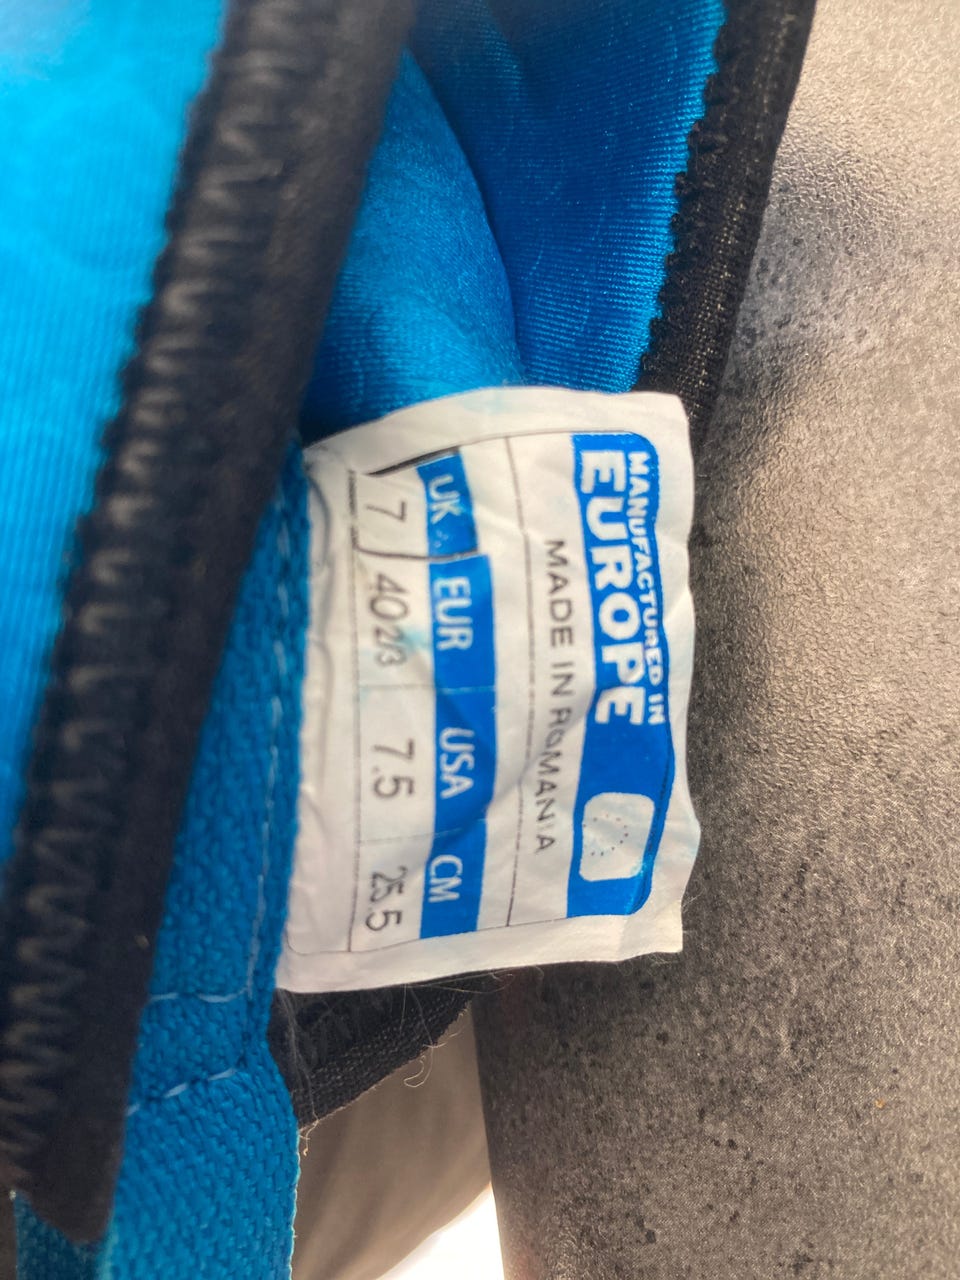 MANUFACTURED IN
EUROPE
MADE IN ROMANIA
UK EUR USA CM
7 40 2/3 7.5 25.5